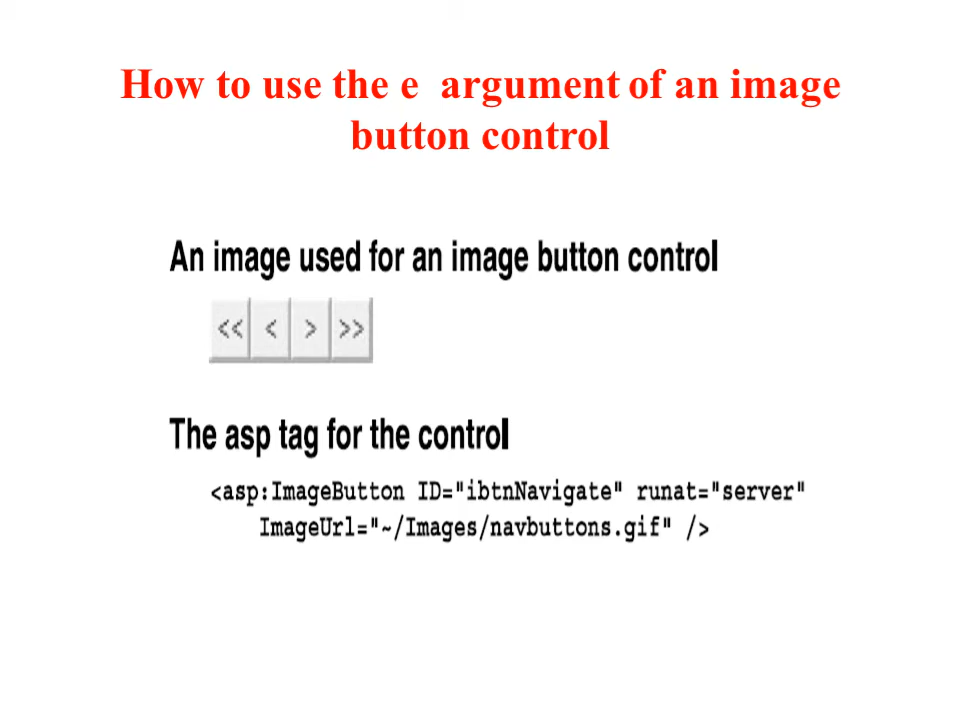 How to use the e argument of an image
button control
An image used for an image button control
<< < > >>
The asp tag for the control
<asp:ImageButton ID="ibtnNavigate" runat="server"
ImageUrl="~/Images/navbuttons.gif" />